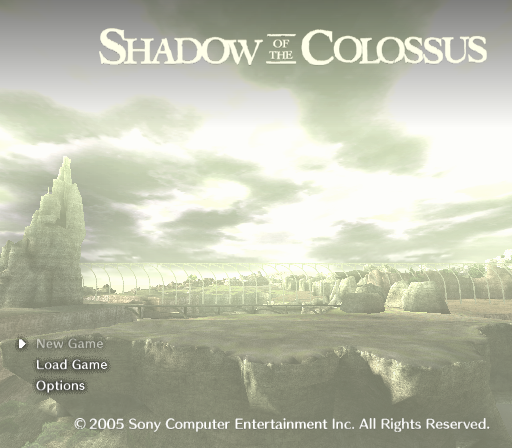 SHADOW OF THE COLOSSUS
New Game
Load Game
Options
© 2005 Sony Computer Entertainment Inc. All Rights Reserved.